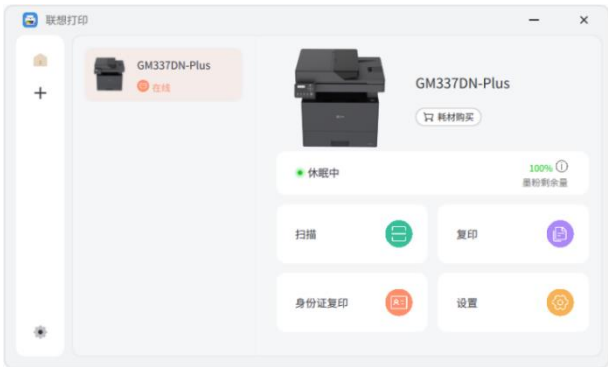 联想打印
GM337DN-Plus
在线
GM337DN-Plus
耗材购买
休眠中
100%
墨粉剩余量
扫描
复印
身份证复印
设置